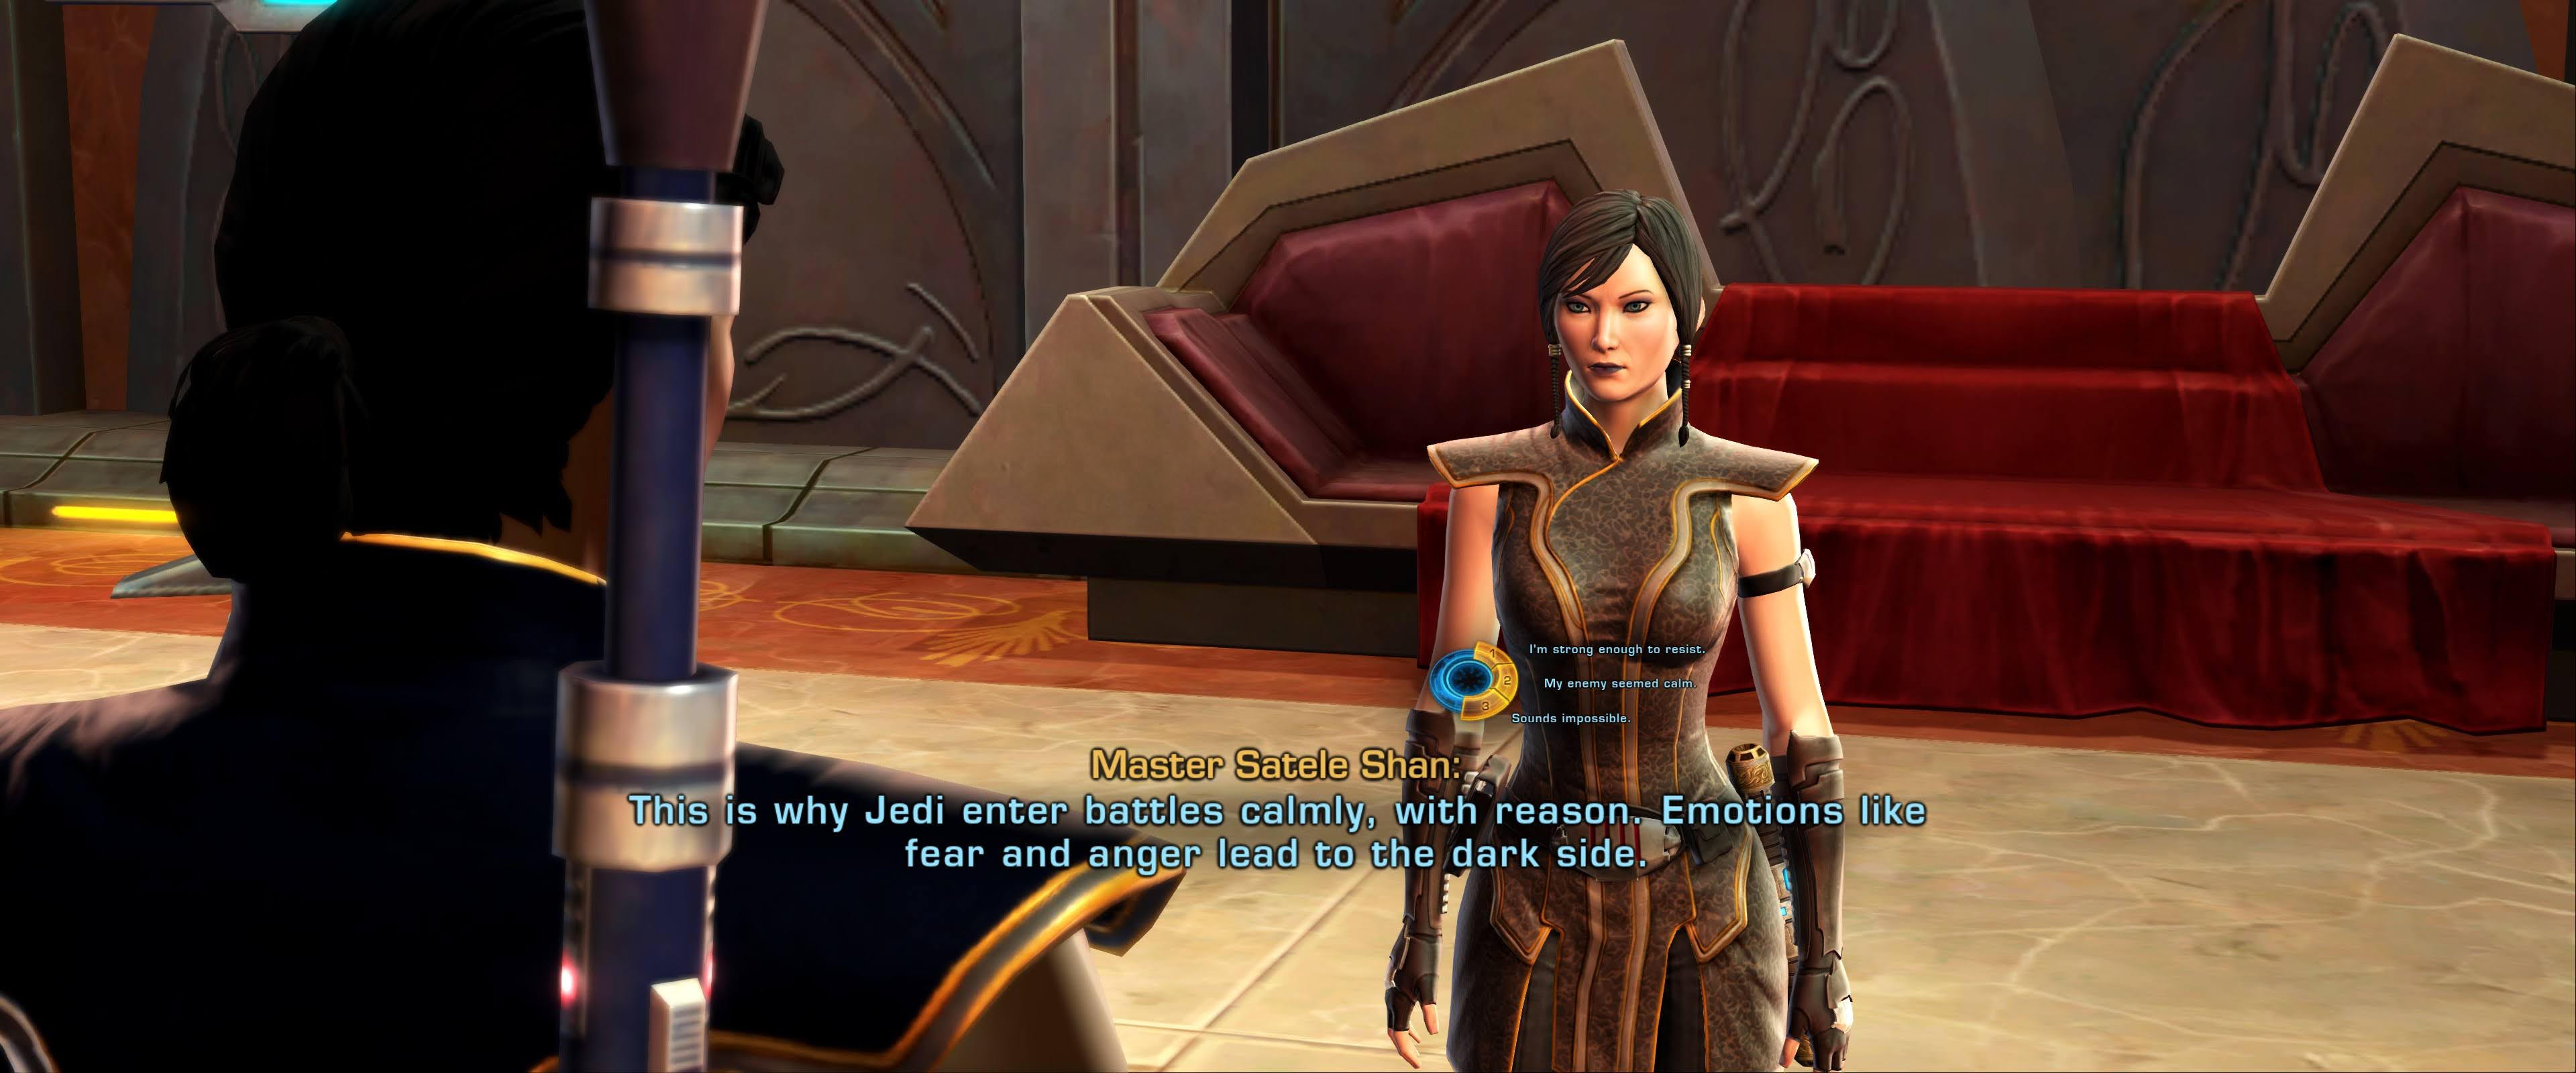 1 I'm strong enough to resist.
2 My enemy seemed calm.
3 Sounds impossible.
Master Satele Shan:
This is why Jedi enter battles calmly, with reason. Emotions like
fear and anger lead to the dark side.